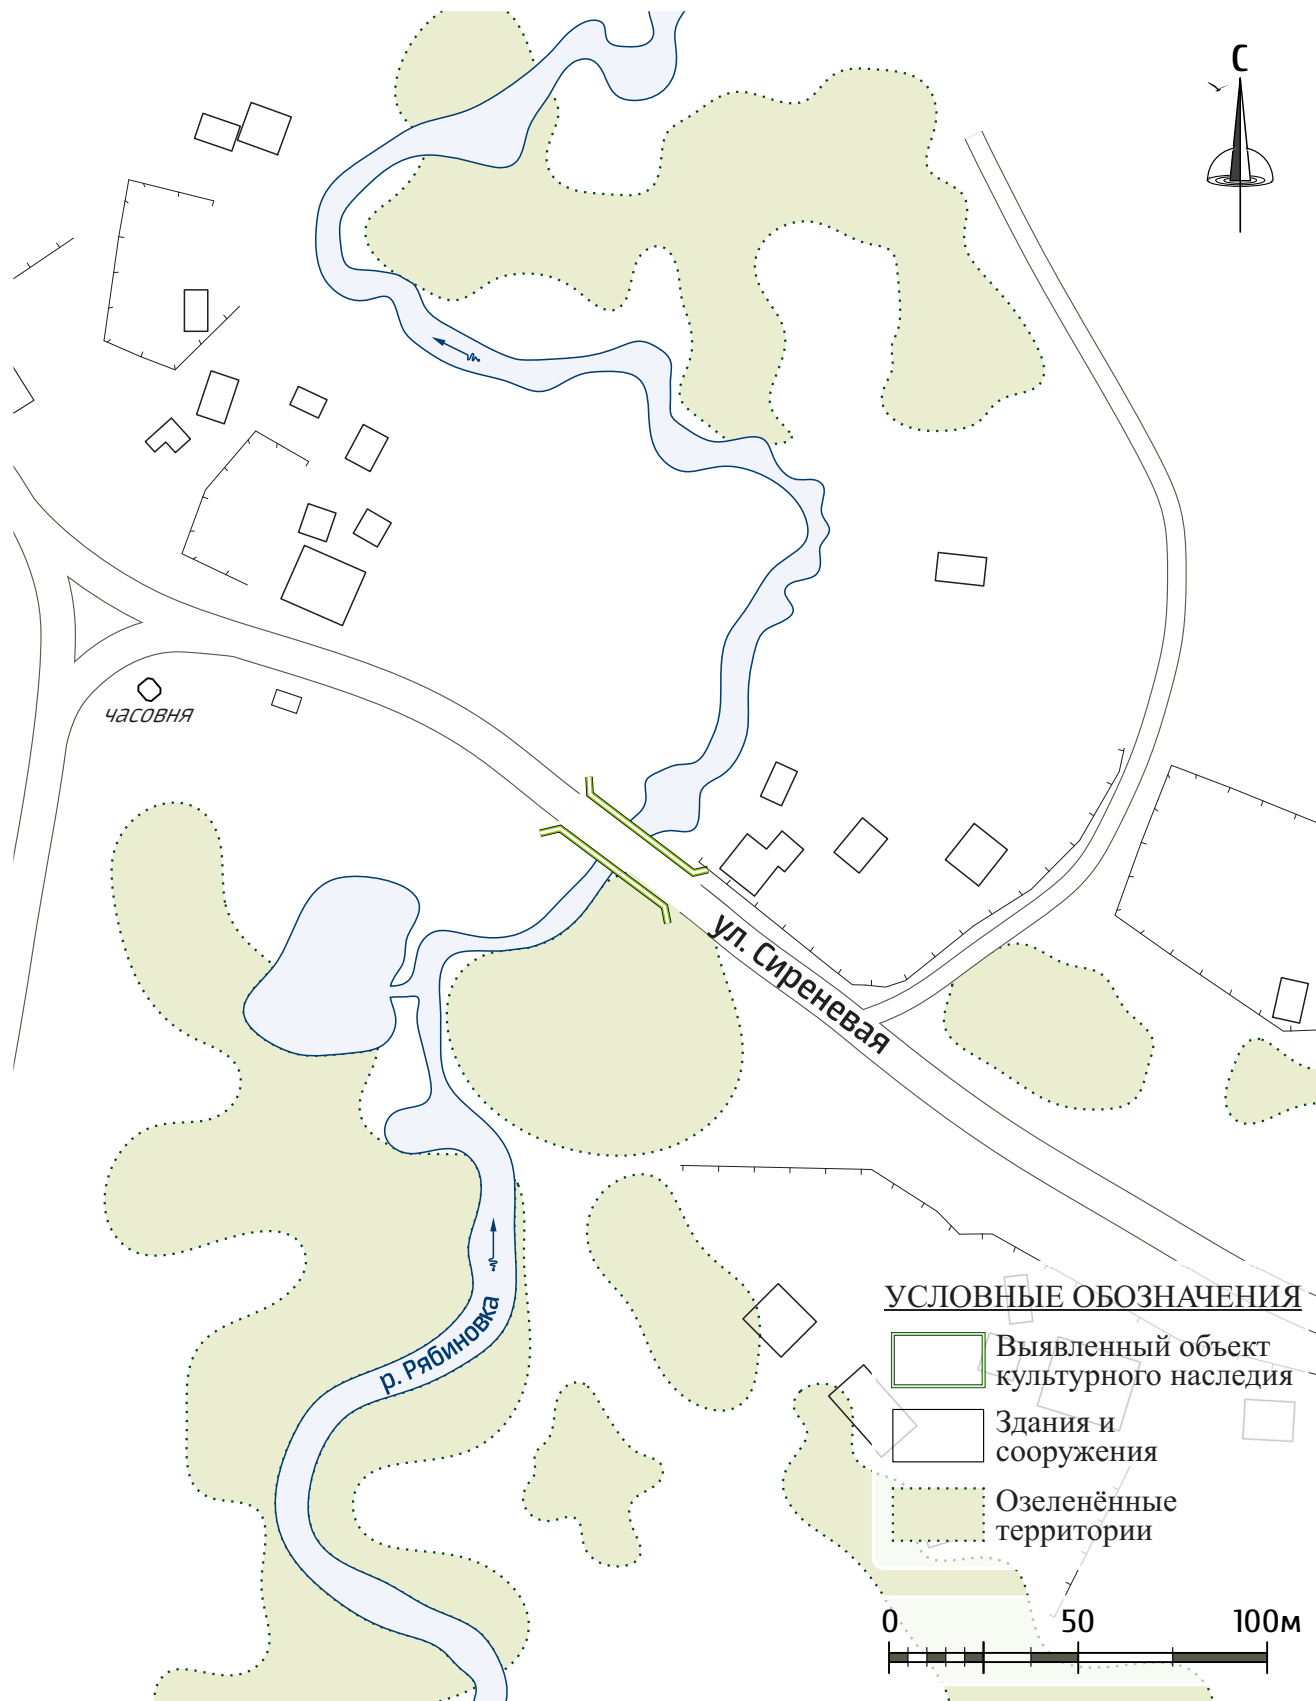 С
часовня
ул. Сиреневая
р. Рябиновка
УСЛОВНЫЕ ОБОЗНАЧЕНИЯ
Выявленный объект
культурного наследия
Здания и
сооружения
Озеленённые
территории
0 50 100м